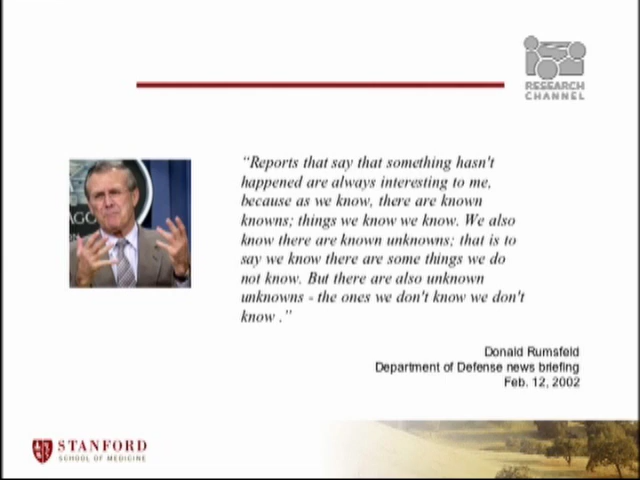 RESEARCH
CHANNEL
“Reports that say that something hasn't
happened are always interesting to me,
because as we know, there are known
knowns; things we know we know. We also
know there are known unknowns; that is to
say we know there are some things we do
not know. But there are also unknown
unknowns - the ones we don't know we don't
know .”
AGO
ON
Donald Rumsfeld
Department of Defense news briefing
Feb. 12, 2002
STANFORD
SCHOOL OF MEDICINE